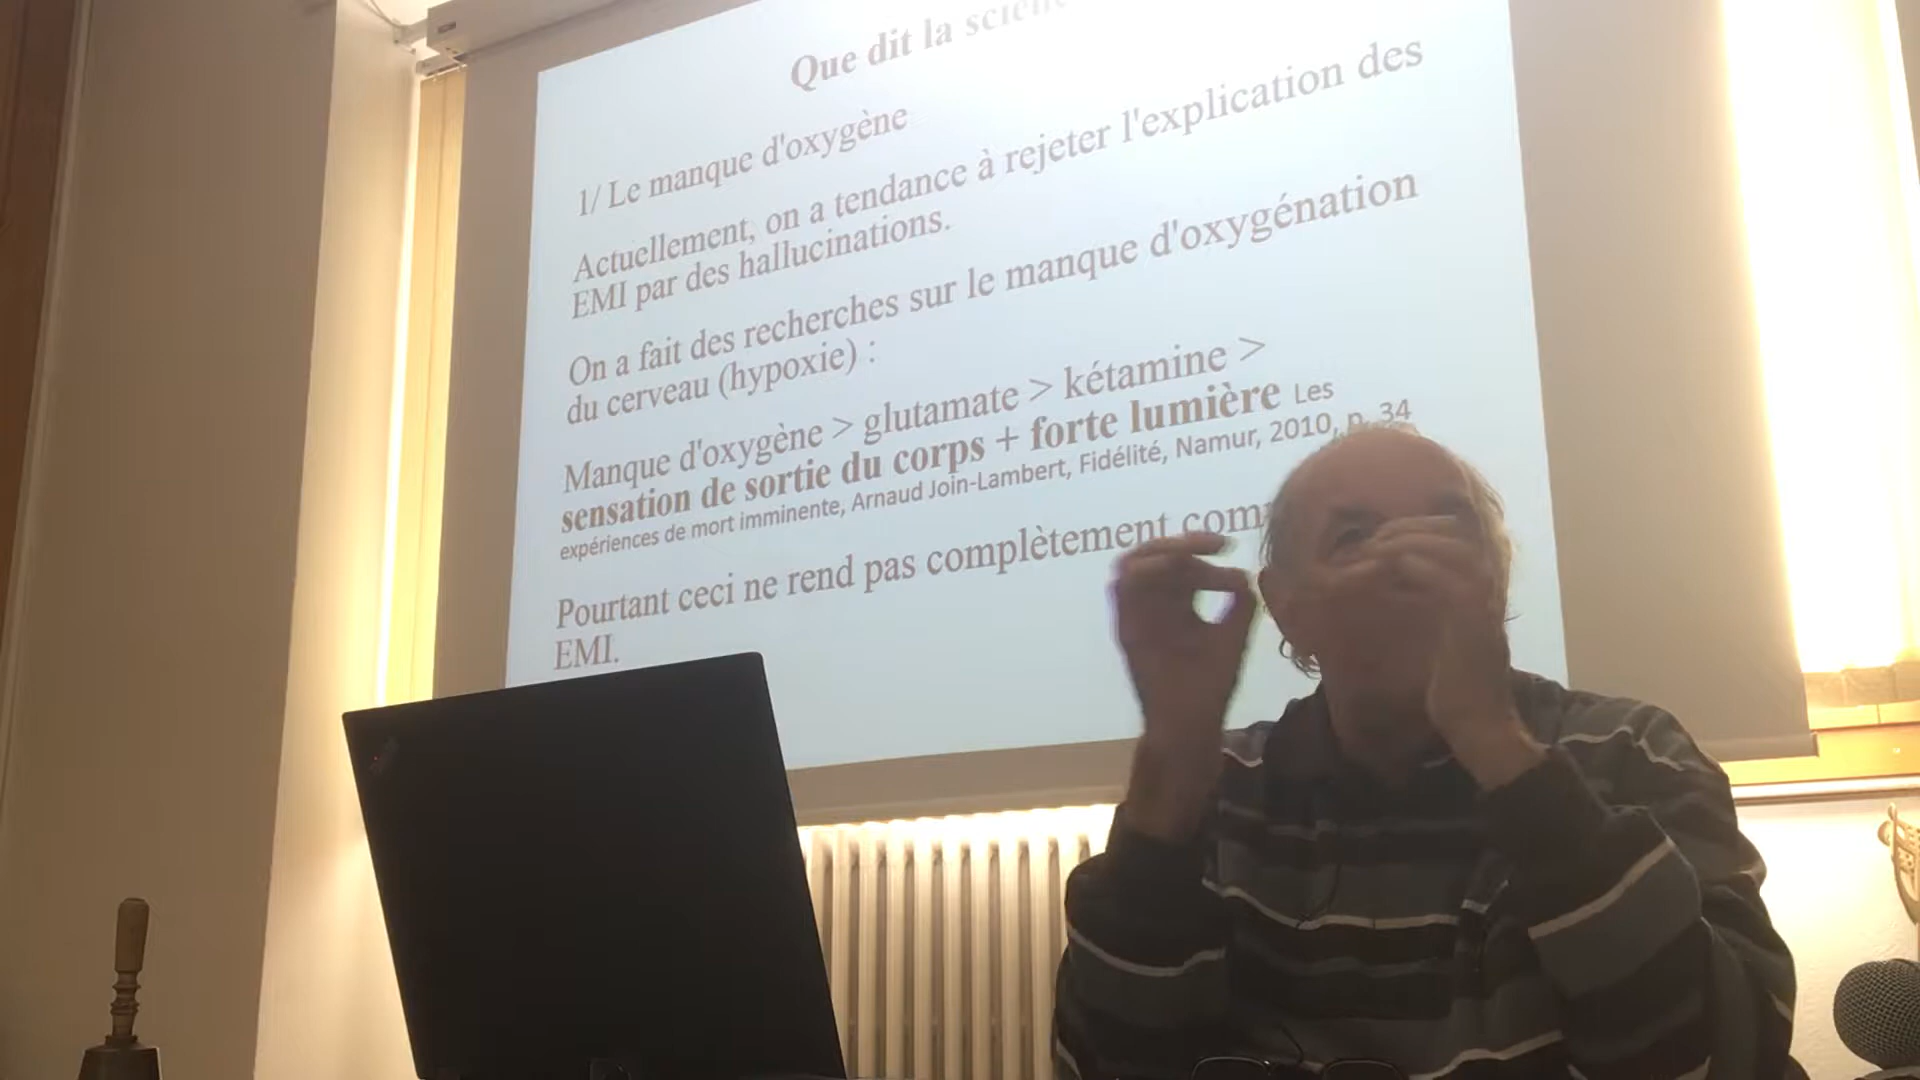 Que dit la scien
1/ Le manque d'oxygène
Actuellement, on a tendance à rejeter l'explication des
EMI par des hallucinations.
On a fait des recherches sur le manque d'oxygénation
du cerveau (hypoxie) :
Manque d'oxygène > glutamate > kétamine >
sensation de sortie du corps + forte lumière Les
expériences de mort imminente, Arnaud Join-Lambert, Fidélité, Namur, 2010, p. 34
Pourtant ceci ne rend pas complètement
EMI.